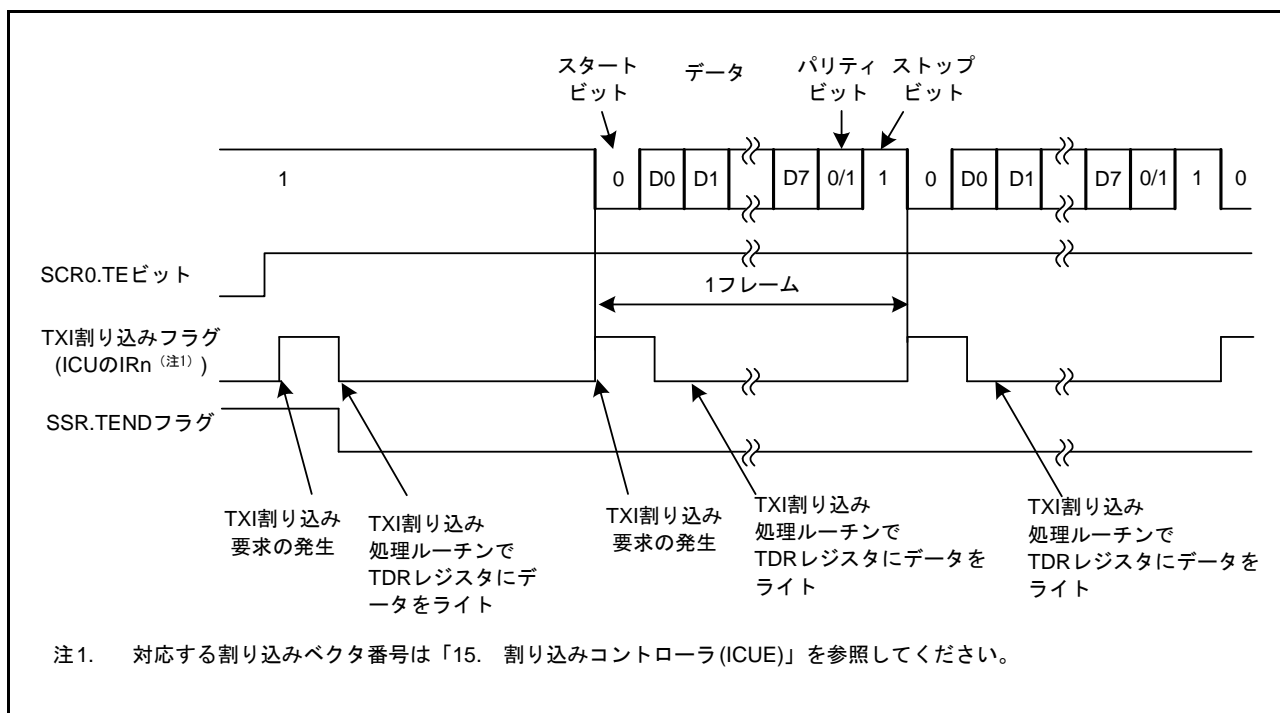 スタート
ビット
データ
パリティ
ビット
ストップ
ビット
1
0
D0
D1
D7
0/1
1
0
D0
D1
D7
0/1
1
0
SCR0.TEビット
1フレーム
TXI割り込みフラグ
(ICUのIRn（注1）)
SSR.TENDフラグ
TXI割り込み
要求の発生
TXI割り込み
処理ルーチンで
TDRレジスタにデ
ータをライト
TXI割り込み
要求の発生
TXI割り込み
処理ルーチンで
TDRレジスタにデータを
ライト
TXI割り込み
処理ルーチンで
TDRレジスタにデータを
ライト
注1. 対応する割り込みベクタ番号は「15. 割り込みコントローラ(ICUE)」を参照してください。